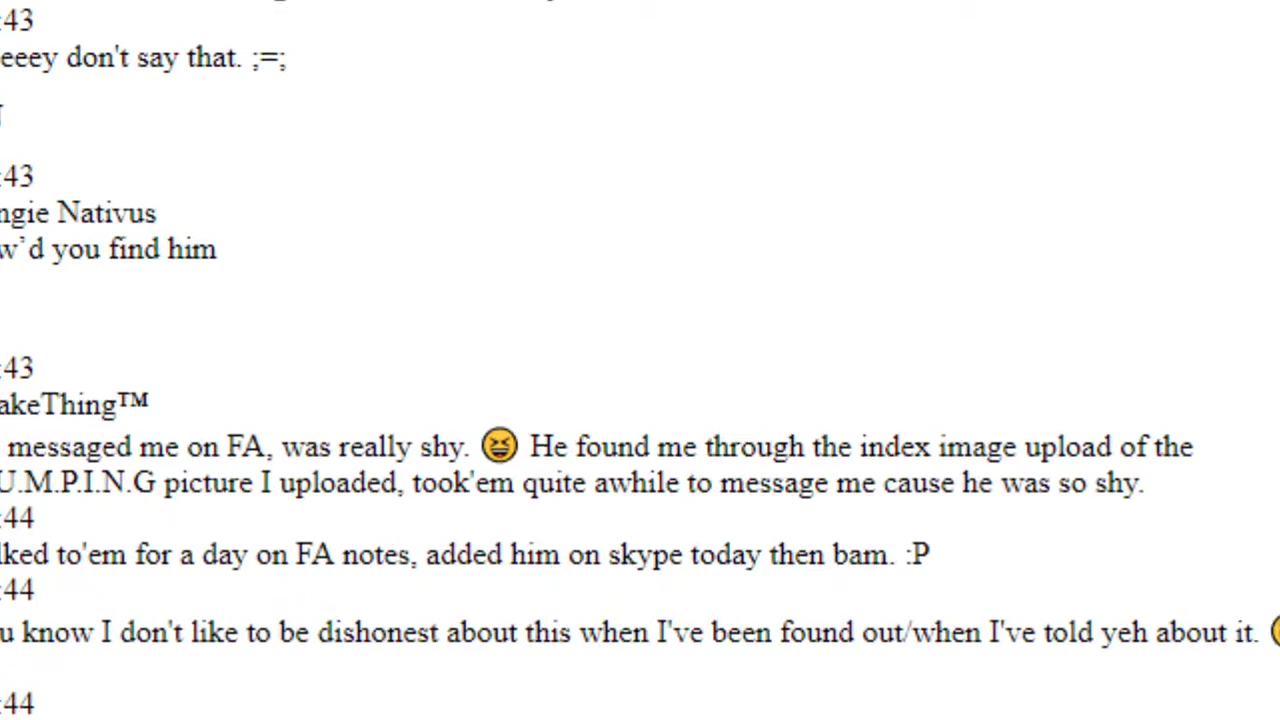 :43
eeey don't say that. ;=;
:43
ngie Nativus
w’d you find him
:43
akeThing™
messaged me on FA, was really shy. 😆 He found me through the index image upload of the
U.M.P.I.N.G picture I uploaded, took'em quite awhile to message me cause he was so shy.
:44
lked to'em for a day on FA notes, added him on skype today then bam. :P
:44
u know I don't like to be dishonest about this when I've been found out/when I've told yeh about it.
:44